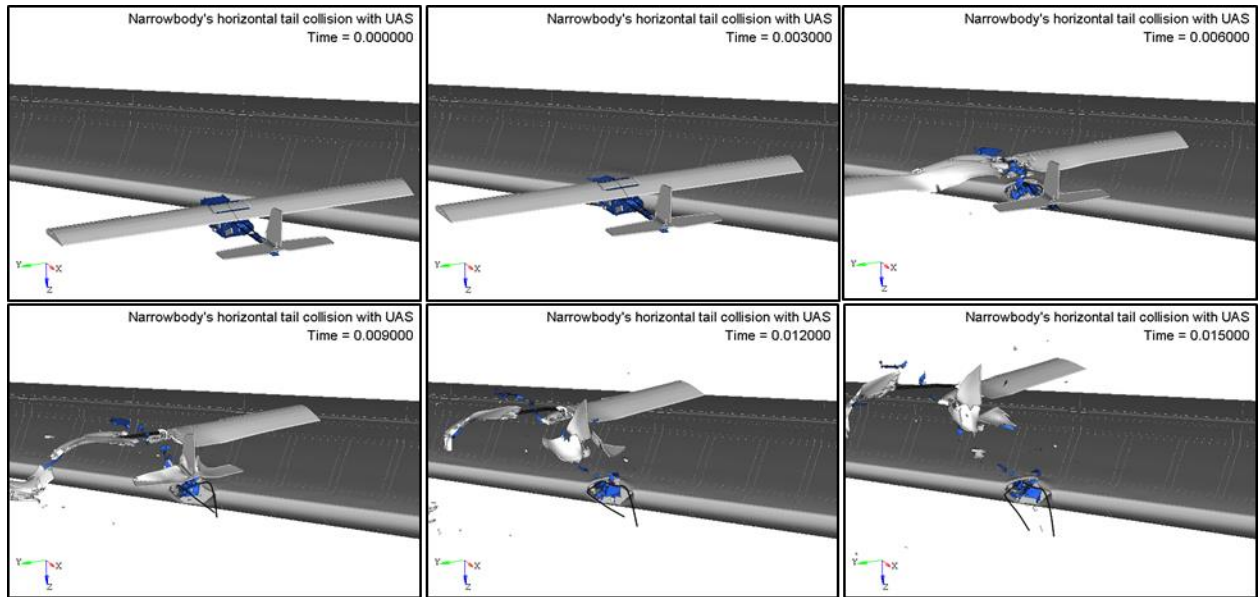 Narrowbody's horizontal tail collision with UAS
Time = 0.000000
Y
X
Z
Narrowbody's horizontal tail collision with UAS
Time = 0.003000
Y
X
Z
Narrowbody's horizontal tail collision with UAS
Time = 0.006000
Y
X
Z
Narrowbody's horizontal tail collision with UAS
Time = 0.009000
Y
X
Z
Narrowbody's horizontal tail collision with UAS
Time = 0.012000
Y
X
Z
Narrowbody's horizontal tail collision with UAS
Time = 0.015000
Y
X
Z